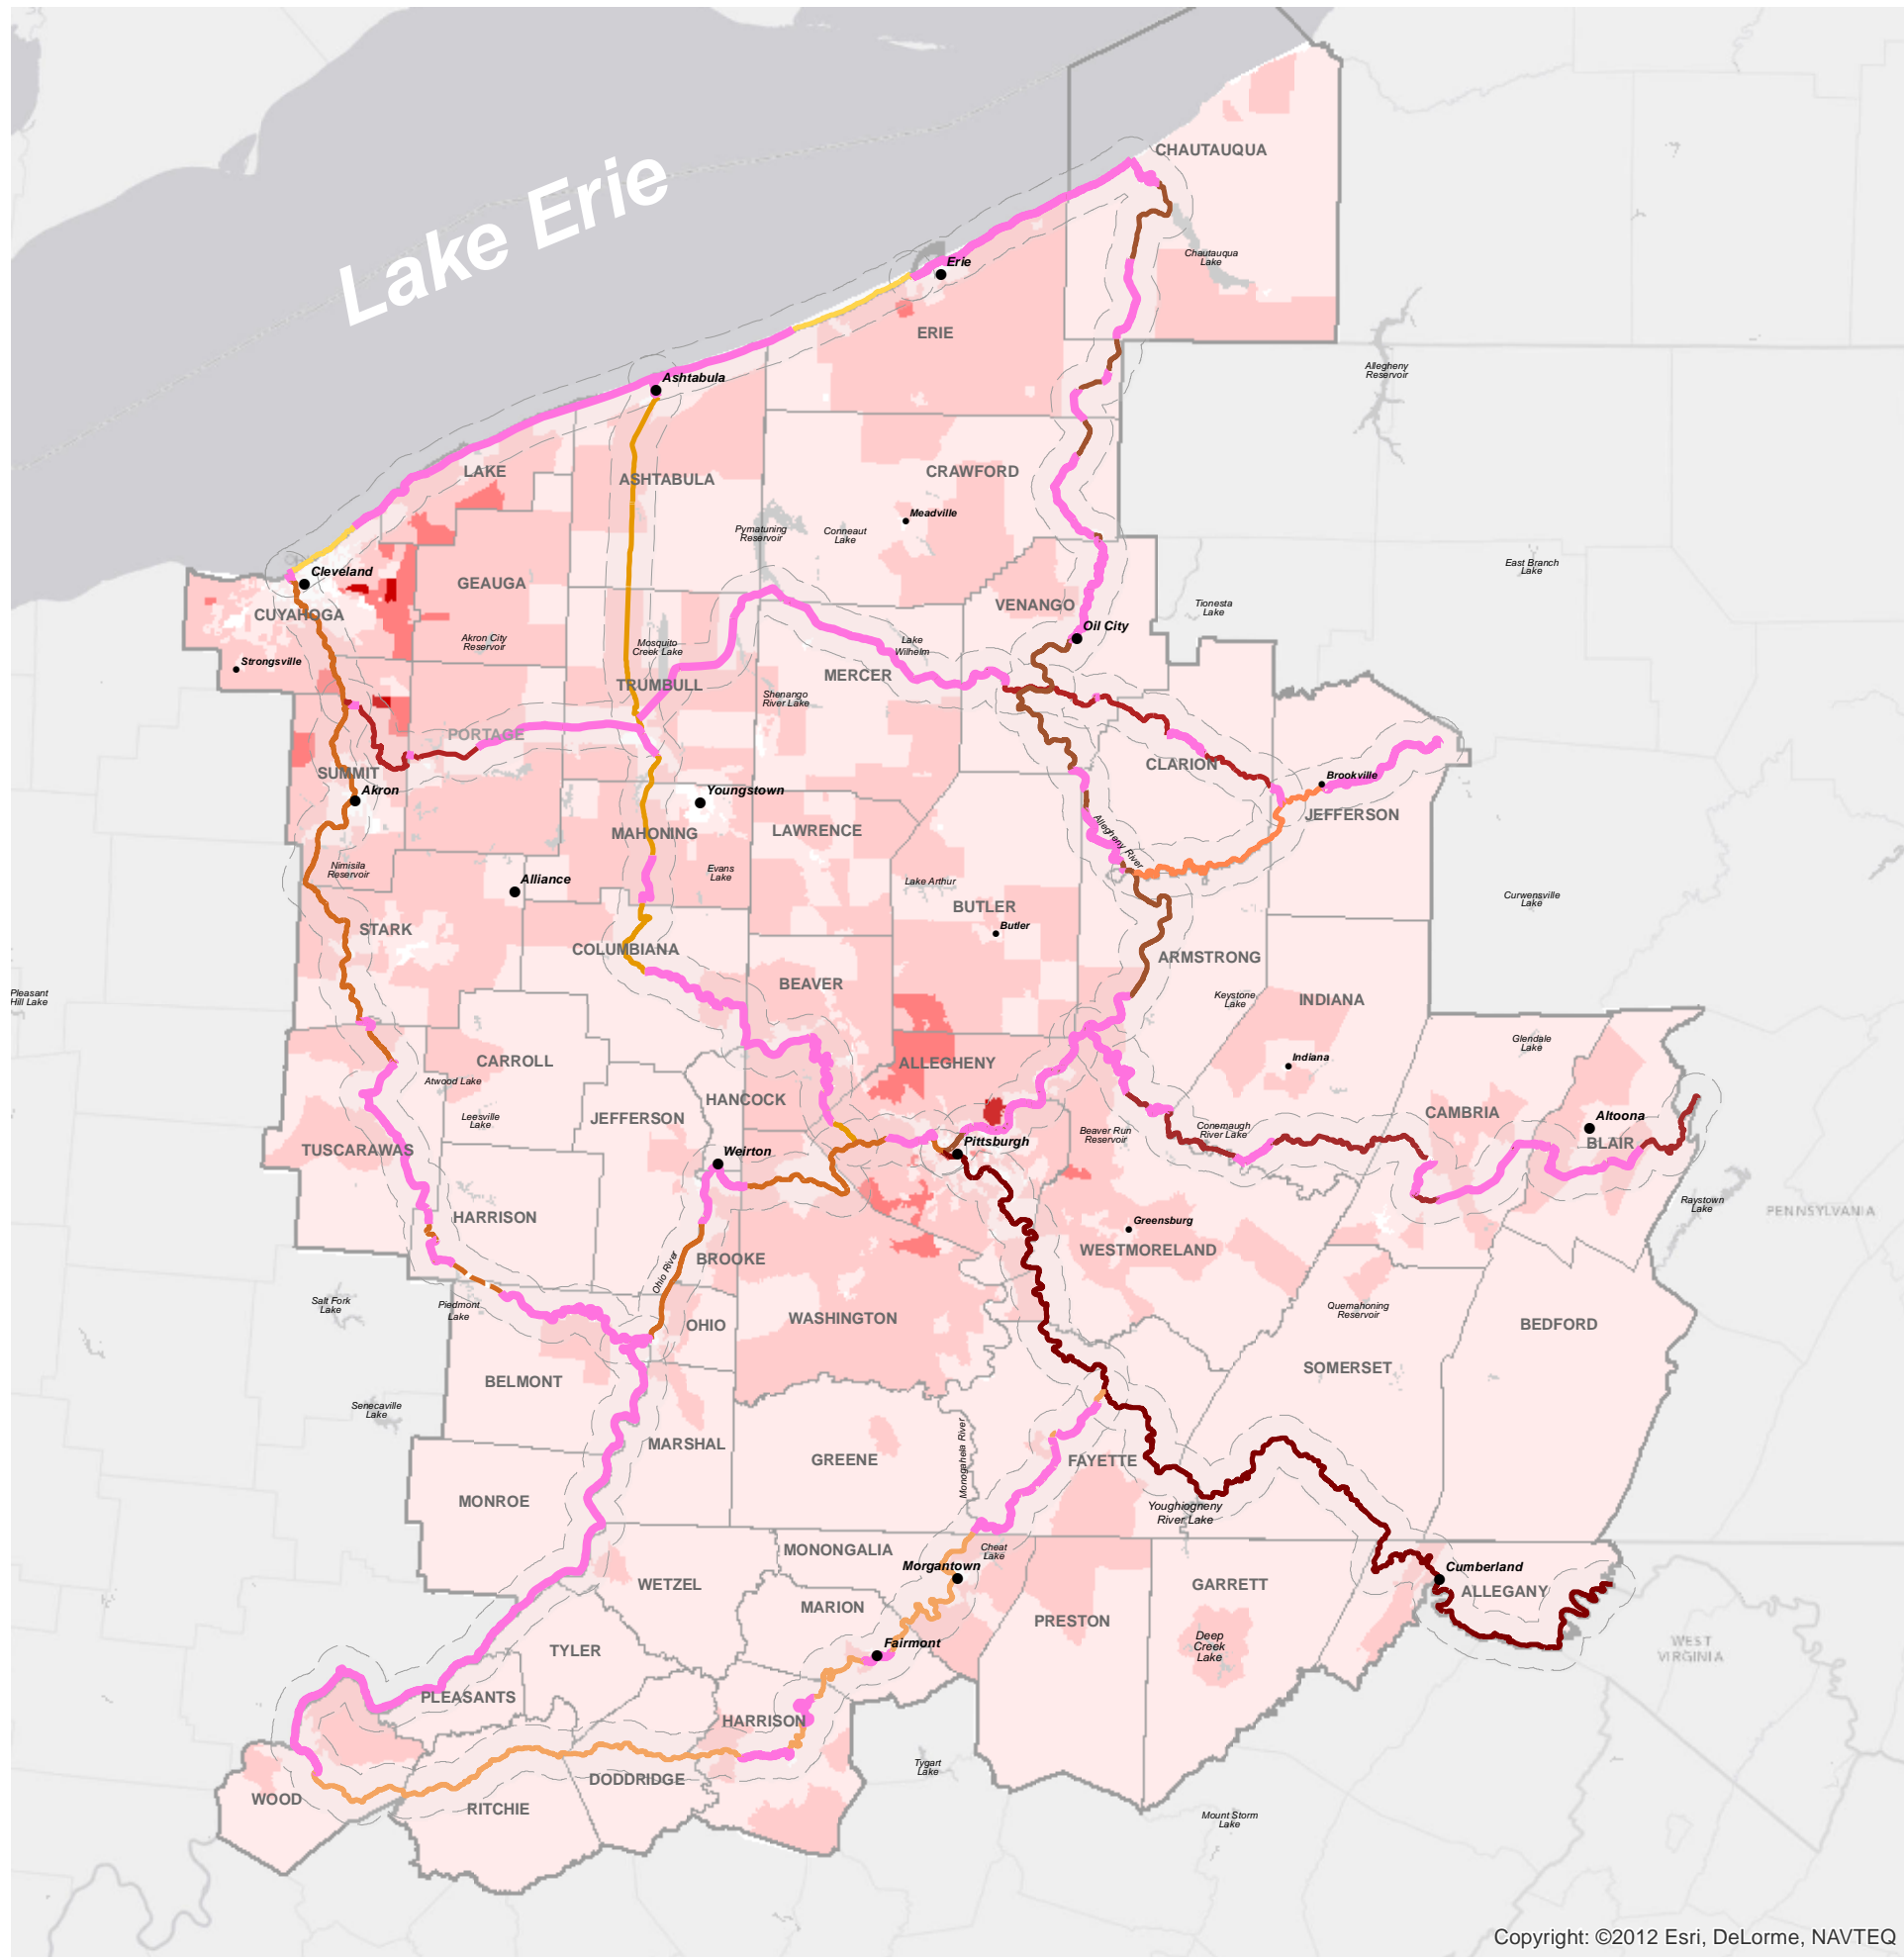 CHAUTAUQUA
Lake Erie
Chautauqua
Lake
Erie
ERIE
Allegheny
Reservoir
Ashtabula
LAKE
ASHTABULA
CRAWFORD
Meadville
Pymatuning
Reservoir
Conneaut
Lake
East Branch
Lake
Cleveland
GEAUGA
CUYAHOGA
VENANGO
Tionesta
Lake
Oil City
Akron City
Reservoir
Mosquito
Creek Lake
Lake
Wilhelm
Strongsville
TRUMBULL
MERCER
Shenango
River Lake
PORTAGE
CLARION
SUMMIT
Brookville
Akron
Youngstown
JEFFERSON
MAHONING
LAWRENCE
Allegheny River
Nimisila
Reservoir
Evans
Lake
Alliance
Lake Arthur
Curwensville
Lake
BUTLER
Butler
STARK
COLUMBIANA
ARMSTRONG
BEAVER
Pleasant
Hill Lake
Keystone
Lake
INDIANA
Glendale
Lake
CARROLL
ALLEGHENY
Indiana
Atwood Lake
HANCOCK
Leesville
Lake
JEFFERSON
CAMBRIA
Altoona
Beaver Run
Reservoir
Conemaugh
River Lake
BLAIR
Pittsburgh
TUSCARAWAS
Weirton
Raystown
Lake
PENNSYLVANIA
HARRISON
Greensburg
WESTMORELAND
BROOKE
Ohio River
Salt Fork
Lake
Piedmont
Lake
Quemahoning
Reservoir
OHIO
WASHINGTON
BEDFORD
SOMERSET
BELMONT
Senecaville
Lake
MARSHAL
GREENE
Monogahela River
FAYETTE
MONROE
Youghiogneny
River Lake
MONONGALIA
Cheat
Lake
Morgantown
Cumberland
WETZEL
GARRETT
ALLEGANY
MARION
PRESTON
Deep
Creek
Lake
WEST
VIRGINIA
Fairmont
TYLER
PLEASANTS
HARRISON
Tygart
Lake
DODDRIDGE
WOOD
RITCHIE
Mount Storm
Lake
Copyright: ©2012 Esri, DeLorme, NAVTEQ